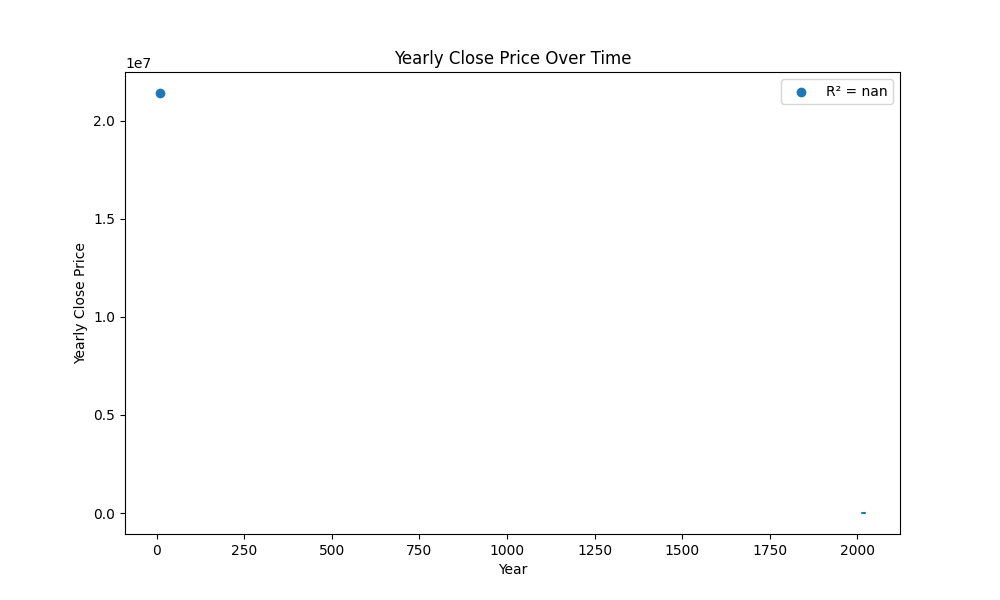 Yearly Close Price Over Time
1e7
R² = nan
2.0
1.5
1.0
0.5
0.0
Yearly Close Price
0 250 500 750 1000 1250 1500 1750 2000
Year